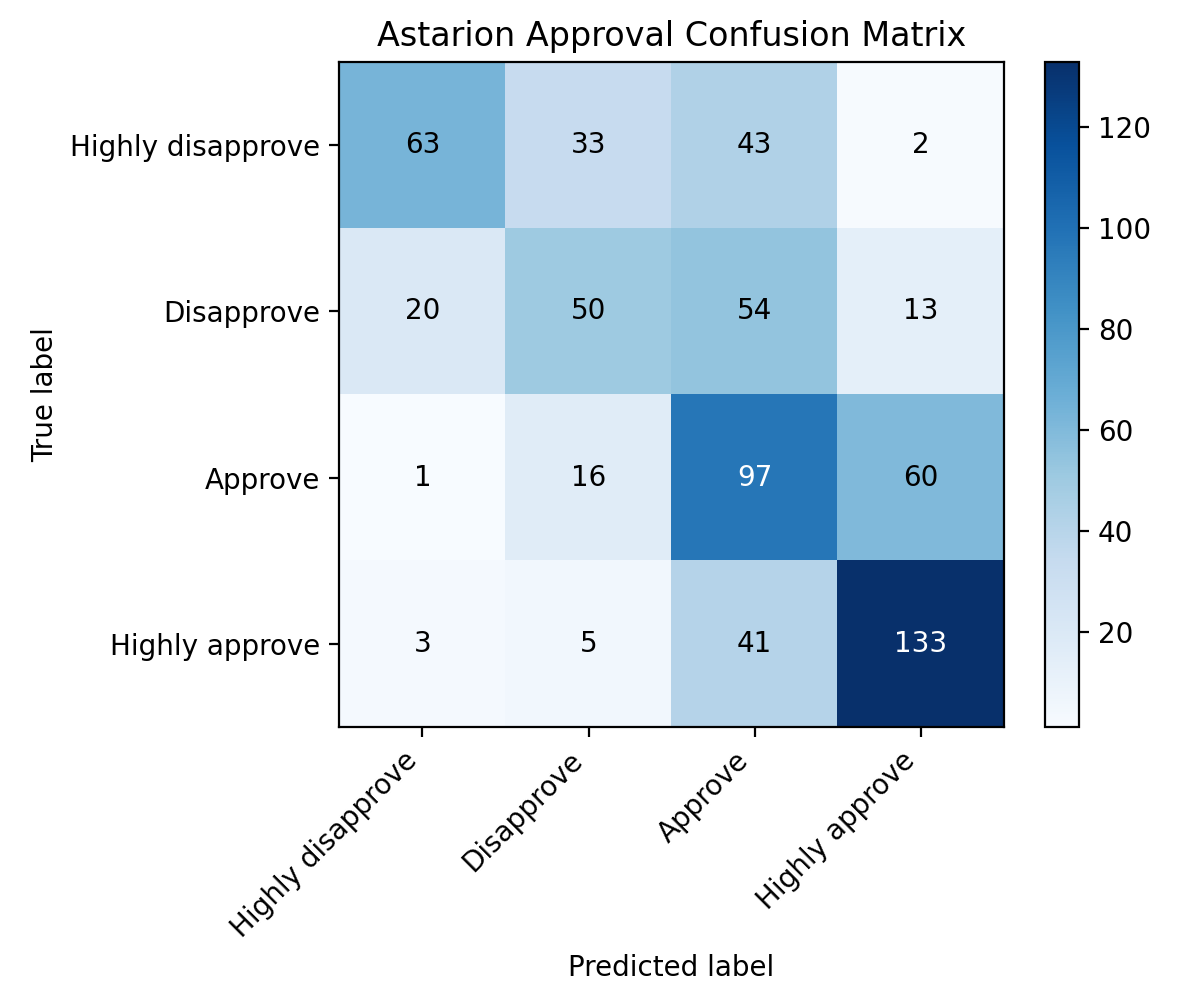 Astarion Approval Confusion Matrix
Highly disapprove 63 33 43 2
Disapprove 20 50 54 13
Approve 1 16 97 60
Highly approve 3 5 41 133
True label
Highly disapprove Disapprove Approve Highly approve
Predicted label
120
100
80
60
40
20